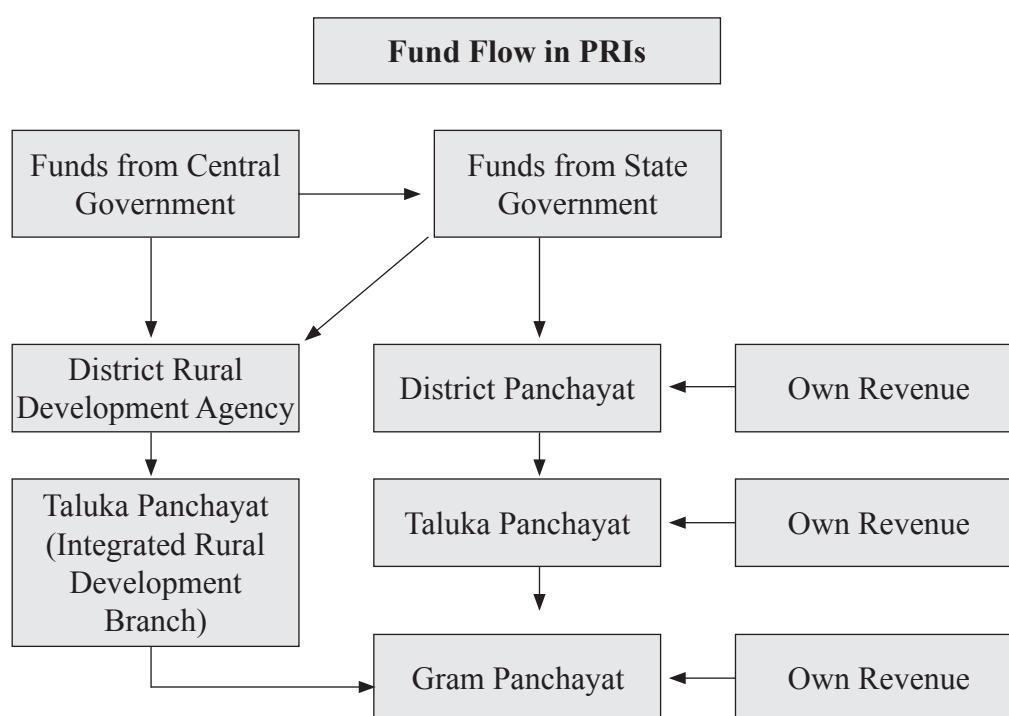 Fund Flow in PRIs
Funds from Central
Government
Funds from State
Government
District Rural
Development Agency
District Panchayat
Own Revenue
Taluka Panchayat
(Integrated Rural
Development
Branch)
Taluka Panchayat
Own Revenue
Gram Panchayat
Own Revenue